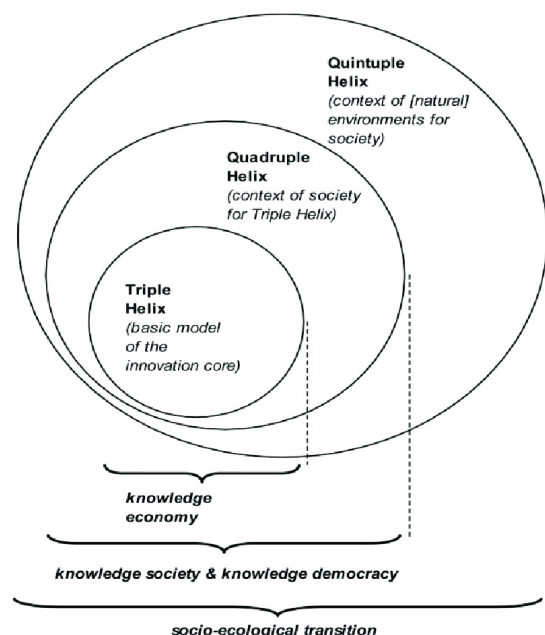 Quintuple
Helix
(context of [natural]
environments for
society)
Quadruple
Helix
(context of society
for Triple Helix)
Triple
Helix
(basic model
of the
innovation core)
knowledge
economy
knowledge society & knowledge democracy
socio-ecological transition